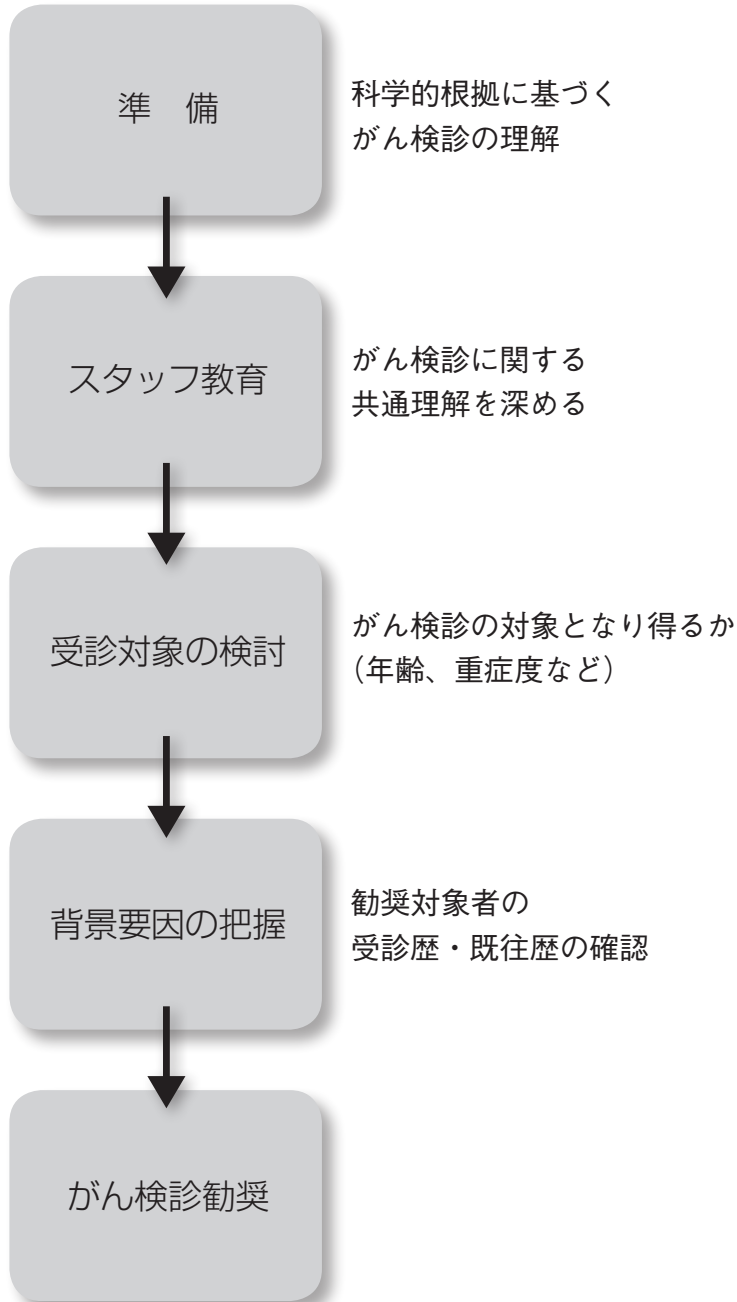 準　備
科学的根拠に基づく
がん検診の理解
スタッフ教育
がん検診に関する
共通理解を深める
受診対象の検討
がん検診の対象となり得るか
（年齢、重症度など）
背景要因の把握
勧奨対象者の
受診歴・既往歴の確認
がん検診勧奨